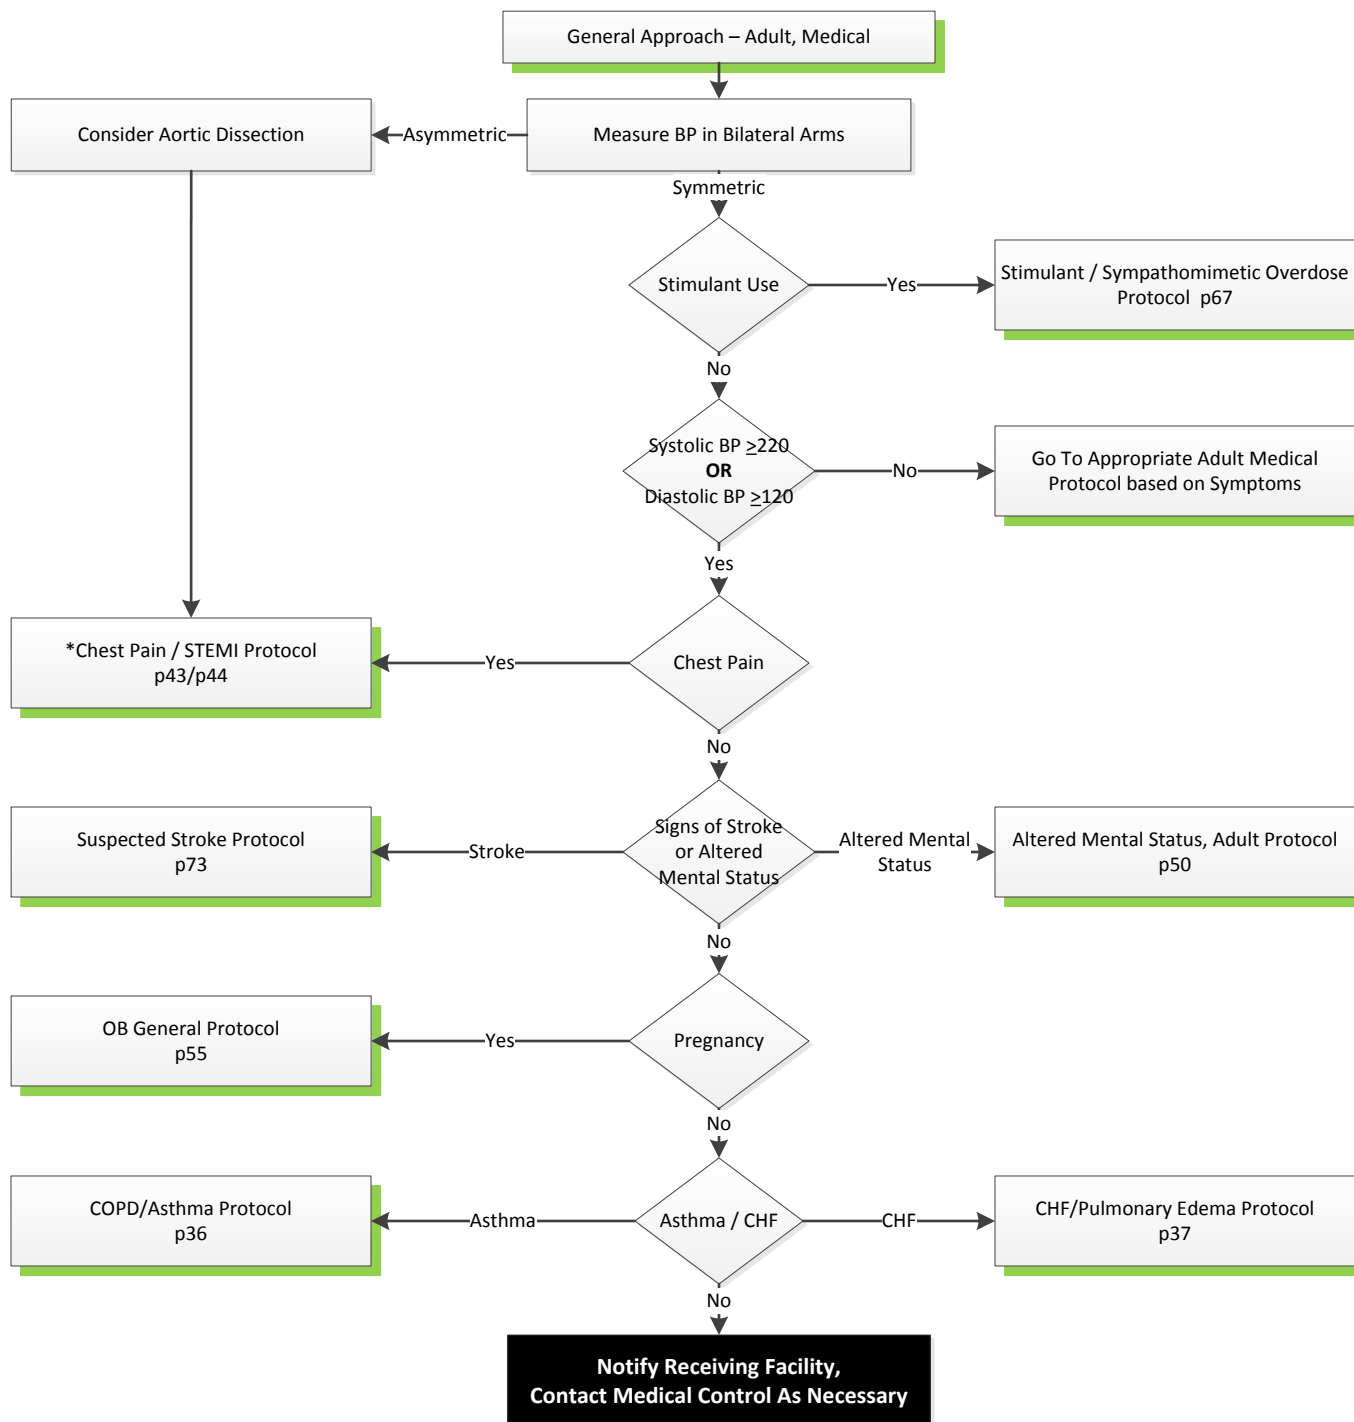 General Approach – Adult, Medical
Consider Aortic Dissection
Asymmetric
Measure BP in Bilateral Arms
Symmetric
Stimulant Use
Yes
Stimulant / Sympathomimetic Overdose
Protocol p67
No
Systolic BP ≥220
OR
Diastolic BP ≥120
No
Go To Appropriate Adult Medical
Protocol based on Symptoms
Yes
*Chest Pain / STEMI Protocol
p43/p44
Yes
Chest Pain
No
Suspected Stroke Protocol
p73
Stroke
Signs of Stroke
or Altered
Mental Status
Altered Mental
Status
Altered Mental Status, Adult Protocol
p50
No
OB General Protocol
p55
Yes
Pregnancy
No
COPD/Asthma Protocol
p36
Asthma
Asthma / CHF
CHF
CHF/Pulmonary Edema Protocol
p37
No
Notify Receiving Facility,
Contact Medical Control As Necessary